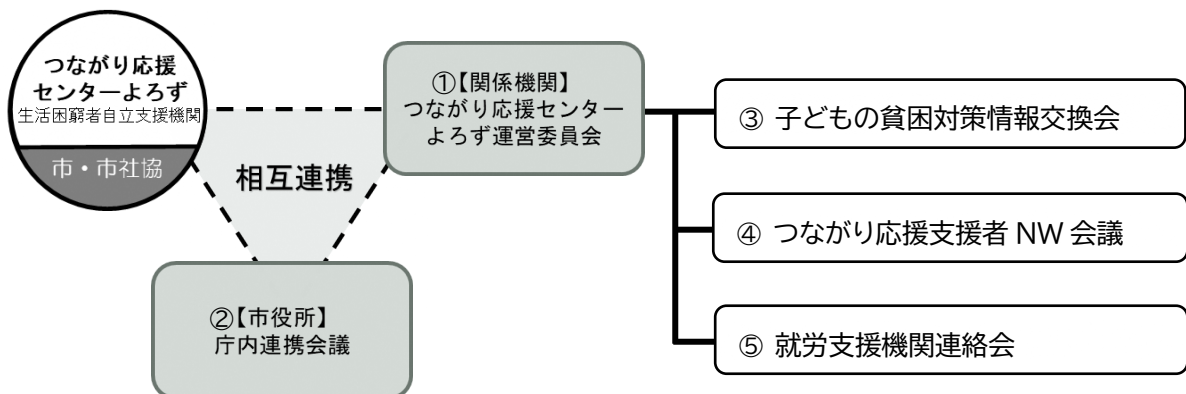 つながり応援
センターよろず
生活困窮者自立支援機関
市・市社協
①【関係機関】
つながり応援センター
よろず運営委員会
相互連携
②【市役所】
庁内連携会議
③ 子どもの貧困対策情報交換会
④ つながり応援支援者 NW 会議
⑤ 就労支援機関連絡会